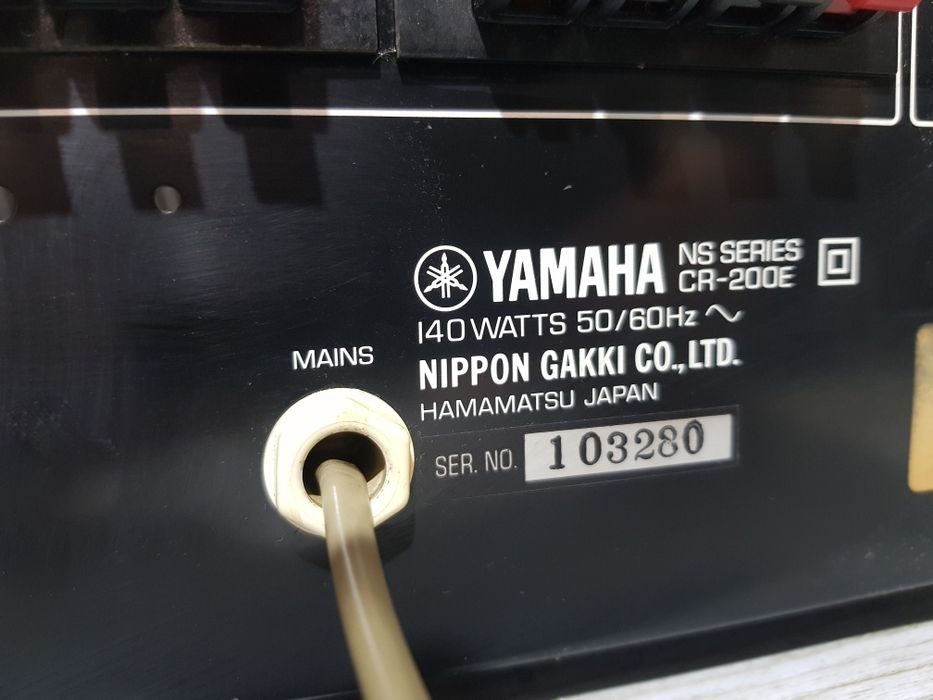 YAMAHA NS SERIES
CR-200E
140 WATTS 50/60Hz ~
MAINS
NIPPON GAKKI CO.,LTD.
HAMAMATSU JAPAN
SER. NO. 103280